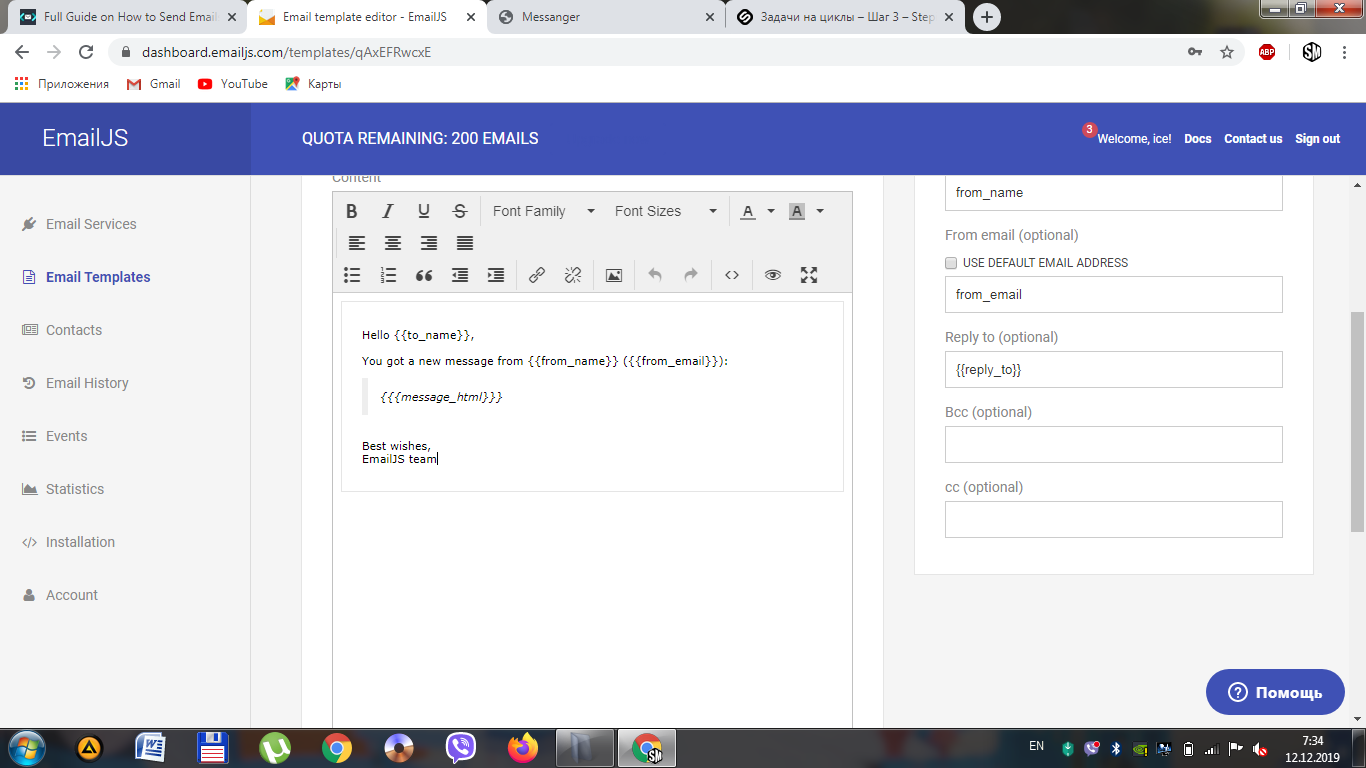 Full Guide on How to Send Email
Email template editor - EmailJS
Messanger
Задачи на циклы – Шаг 3 – Step
dashboard.emailjs.com/templates/qAxEFRwcxE
ABP
SM
Приложения
Gmail
YouTube
Карты
EmailJS
QUOTA REMAINING: 200 EMAILS
3
Welcome, ice!
Docs
Contact us
Sign out
Email Services
Email Templates
Contacts
Email History
Events
Statistics
Installation
Account
Content
Font Family
Font Sizes
Hello {{to_name}},
You got a new message from {{from_name}} ({{from_email}}):
{{{message_html}}}
Best wishes,
EmailJS team
from_name
From email (optional)
USE DEFAULT EMAIL ADDRESS
from_email
Reply to (optional)
{{reply_to}}
Bcc (optional)
cc (optional)
Помощь
EN
7:34
12.12.2019